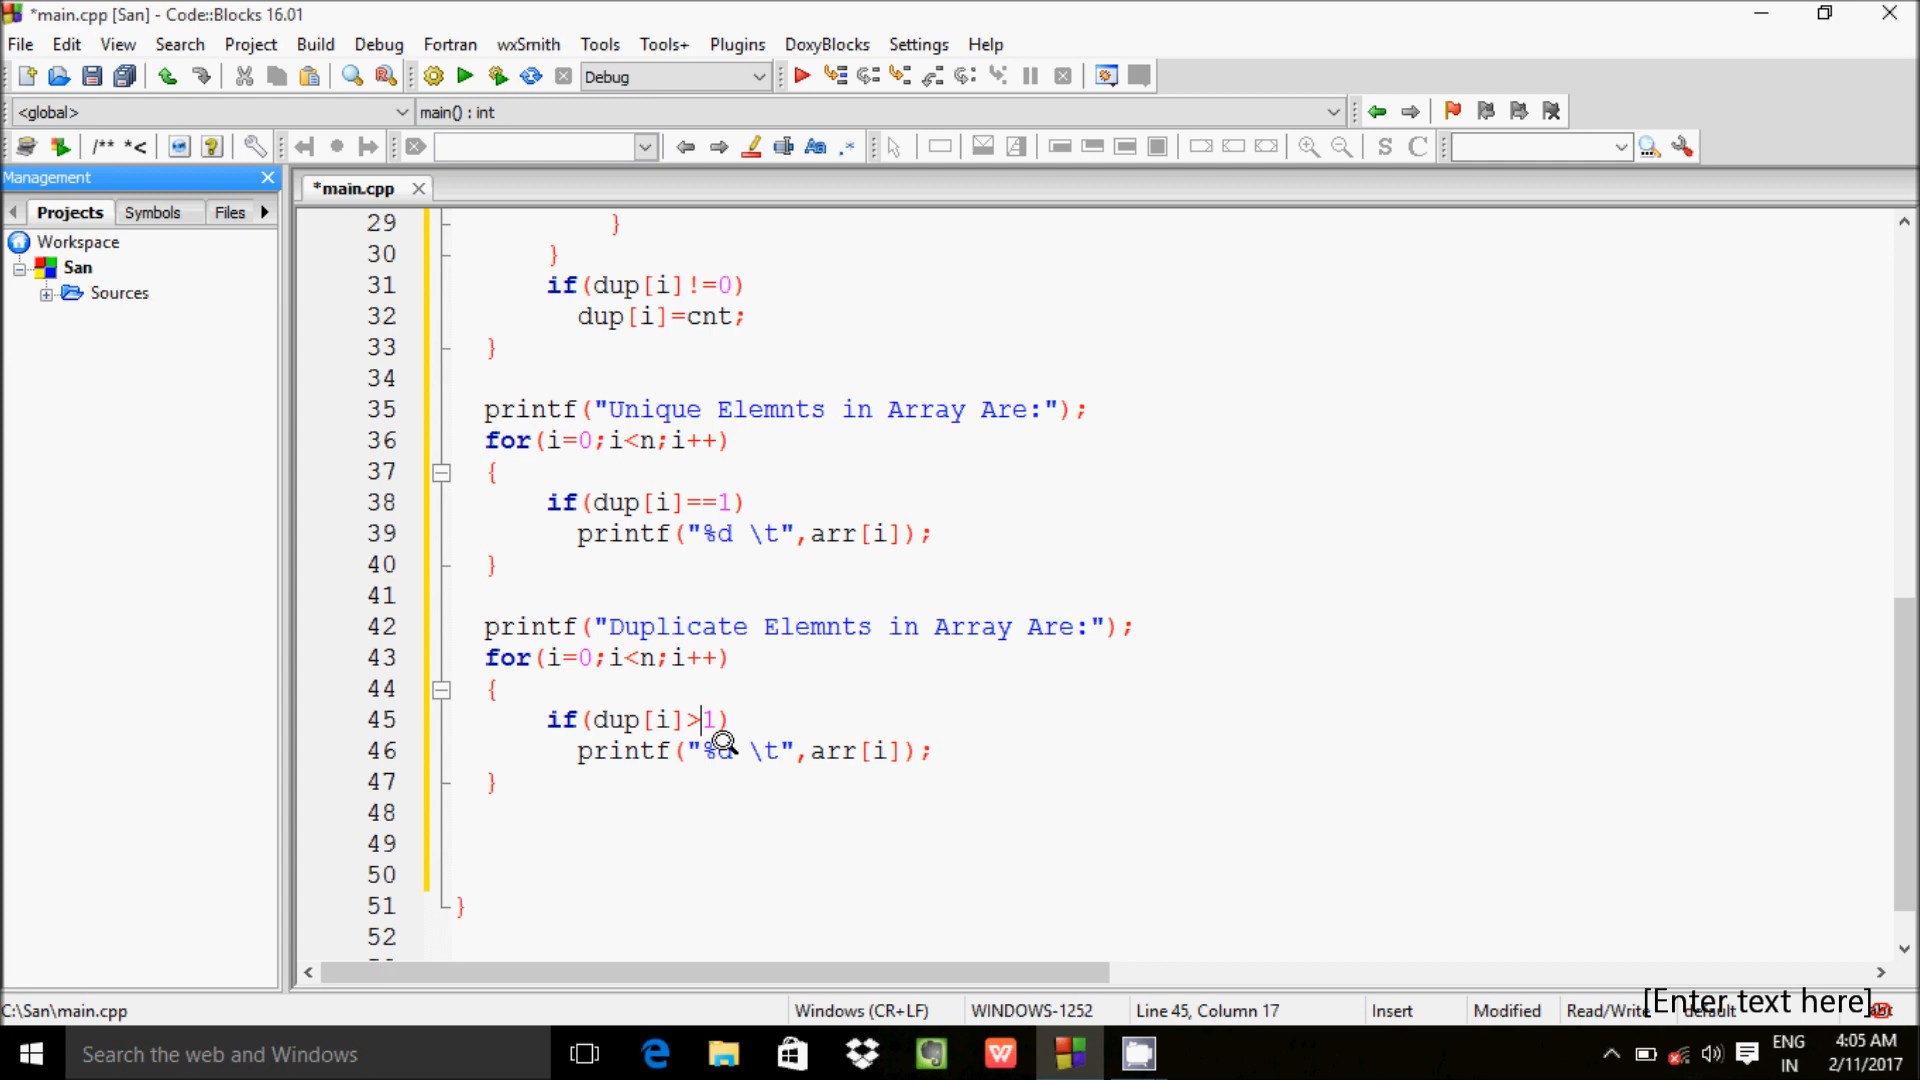 *main.cpp [San] - Code::Blocks 16.01
File Edit View Search Project Build Debug Fortran wxSmith Tools Tools+ Plugins DoxyBlocks Settings Help
Debug
<global> main() : int
/** *<
Aa .*
S C
Management
*main.cpp
Projects Symbols Files
Workspace
San
Sources
29 }
30 }
31 if(dup[i]!=0)
32 dup[i]=cnt;
33 }
34
35 printf("Unique Elemnts in Array Are:");
36 for(i=0;i<n;i++)
37 {
38 if(dup[i]==1)
39 printf("%d \t",arr[i]);
40 }
41
42 printf("Duplicate Elemnts in Array Are:");
43 for(i=0;i<n;i++)
44 {
45 if(dup[i]>1)
46 printf("%d \t",arr[i]);
47 }
48
49
50
51 }
52
C:\San\main.cpp Windows (CR+LF) WINDOWS-1252 Line 45, Column 17 Insert Modified Read/Write default
[Enter text here]
Search the web and Windows
ENG
IN
4:05 AM
2/11/2017